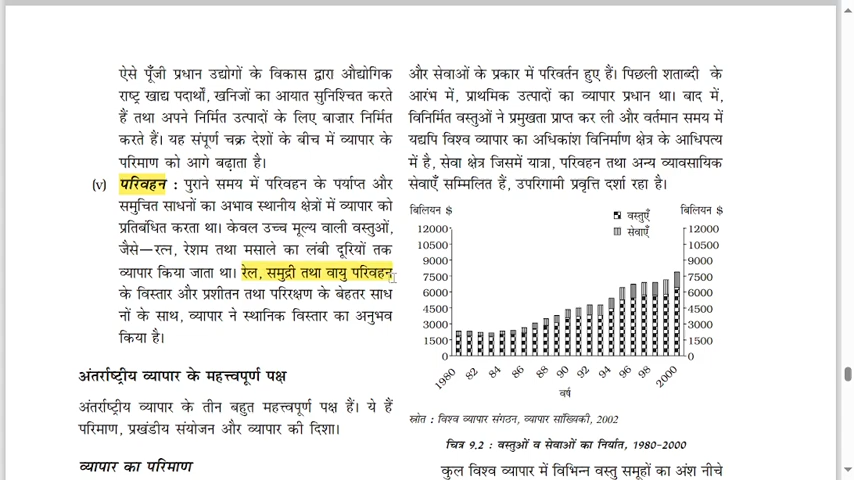 ऐसे पूँजी प्रधान उद्योगों के विकास द्वारा औद्योगिक
राष्ट्र खाद्य पदार्थों, खनिजों का आयात सुनिश्चित करते
हैं तथा अपने निर्मित उत्पादों के लिए बाजार निर्मित
करते हैं। यह संपूर्ण चक्र देशों के बीच में व्यापार के
परिमाण को आगे बढ़ाता है।
(v) परिवहन : पुराने समय में परिवहन के पर्याप्त और
समुचित साधनों का अभाव स्थानीय क्षेत्रों में व्यापार को
प्रतिबंधित करता था। केवल उच्च मूल्य वाली वस्तुओं,
जैसे—रत्न, रेशम तथा मसाले का लंबी दूरियों तक
व्यापार किया जाता था। रेल, समुद्री तथा वायु परिवहन
के विस्तार और प्रशीतन तथा परिरक्षण के बेहतर साध
नों के साथ, व्यापार ने स्थानिक विस्तार का अनुभव
किया है।
अंतर्राष्ट्रीय व्यापार के महत्त्वपूर्ण पक्ष
अंतर्राष्ट्रीय व्यापार के तीन बहुत महत्त्वपूर्ण पक्ष हैं। ये हैं
परिमाण, प्रखंडीय संयोजन और व्यापार की दिशा।
व्यापार का परिमाण
और सेवाओं के प्रकार में परिवर्तन हुए हैं। पिछली शताब्दी के
आरंभ में, प्राथमिक उत्पादों का व्यापार प्रधान था। बाद में,
विनिर्मित वस्तुओं ने प्रमुखता प्राप्त कर ली और वर्तमान समय में
यद्यपि विश्व व्यापार का अधिकांश विनिर्माण क्षेत्र के आधिपत्य
में है, सेवा क्षेत्र जिसमें यात्रा, परिवहन तथा अन्य व्यावसायिक
सेवाएँ सम्मिलित हैं, उपरिगामी प्रवृत्ति दर्शा रहा है।
बिलियन $ वस्तुएँ बिलियन $
सेवाएँ
12000 12000
10500 10500
9000 9000
7500 7500
6000 6000
4500 4500
3000 3000
1500 1500
0 0
1980 82 84 86 88 90 92 94 96 98 2000
वर्ष
स्रोत : विश्व व्यापार संगठन, व्यापार सांख्यिकी, 2002
चित्र 9.2 : वस्तुओं व सेवाओं का निर्यात, 1980-2000
कुल विश्व व्यापार में विभिन्न वस्तु समूहों का अंश नीचे